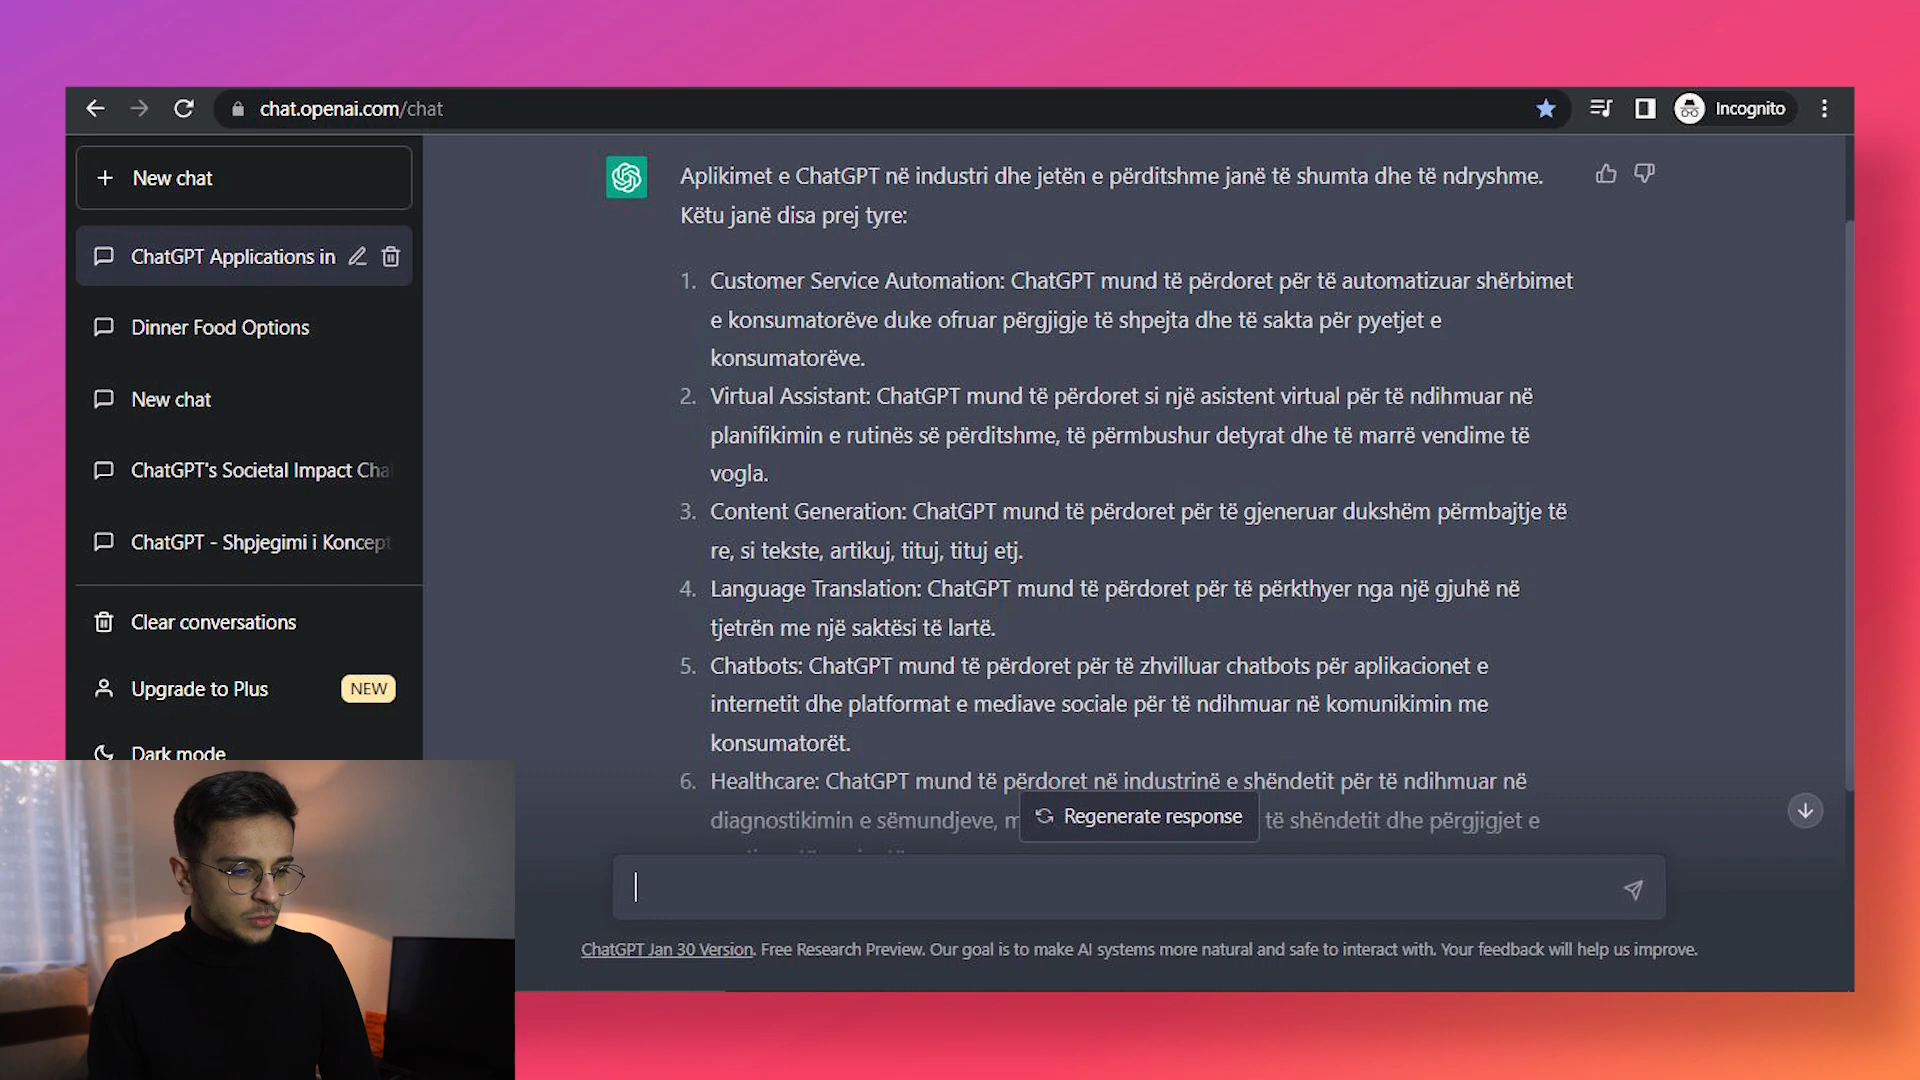 chat.openai.com/chat
Incognito
New chat
ChatGPT Applications in
Dinner Food Options
New chat
ChatGPT's Societal Impact Cha
ChatGPT - Shpjegimi i Koncept
Clear conversations
Upgrade to Plus NEW
Dark mode
Aplikimet e ChatGPT në industri dhe jetën e përditshme janë të shumta dhe të ndryshme.
Këtu janë disa prej tyre:
1. Customer Service Automation: ChatGPT mund të përdoret për të automatizuar shërbimet
e konsumatorëve duke ofruar përgjigje të shpejta dhe të sakta për pyetjet e
konsumatorëve.
2. Virtual Assistant: ChatGPT mund të përdoret si një asistent virtual për të ndihmuar në
planifikimin e rutinës së përditshme, të përmbushur detyrat dhe të marrë vendime të
vogla.
3. Content Generation: ChatGPT mund të përdoret për të gjeneruar dukshëm përmbajtje të
re, si tekste, artikuj, tituj, tituj etj.
4. Language Translation: ChatGPT mund të përdoret për të përkthyer nga një gjuhë në
tjetrën me një saktësi të lartë.
5. Chatbots: ChatGPT mund të përdoret për të zhvilluar chatbots për aplikacionet e
internetit dhe platformat e mediave sociale për të ndihmuar në komunikimin me
konsumatorët.
6. Healthcare: ChatGPT mund të përdoret në industrinë e shëndetit për të ndihmuar në
diagnostikimin e sëmundjeve, të shëndetit dhe përgjigjet e
Regenerate response
ChatGPT Jan 30 Version. Free Research Preview. Our goal is to make AI systems more natural and safe to interact with. Your feedback will help us improve.